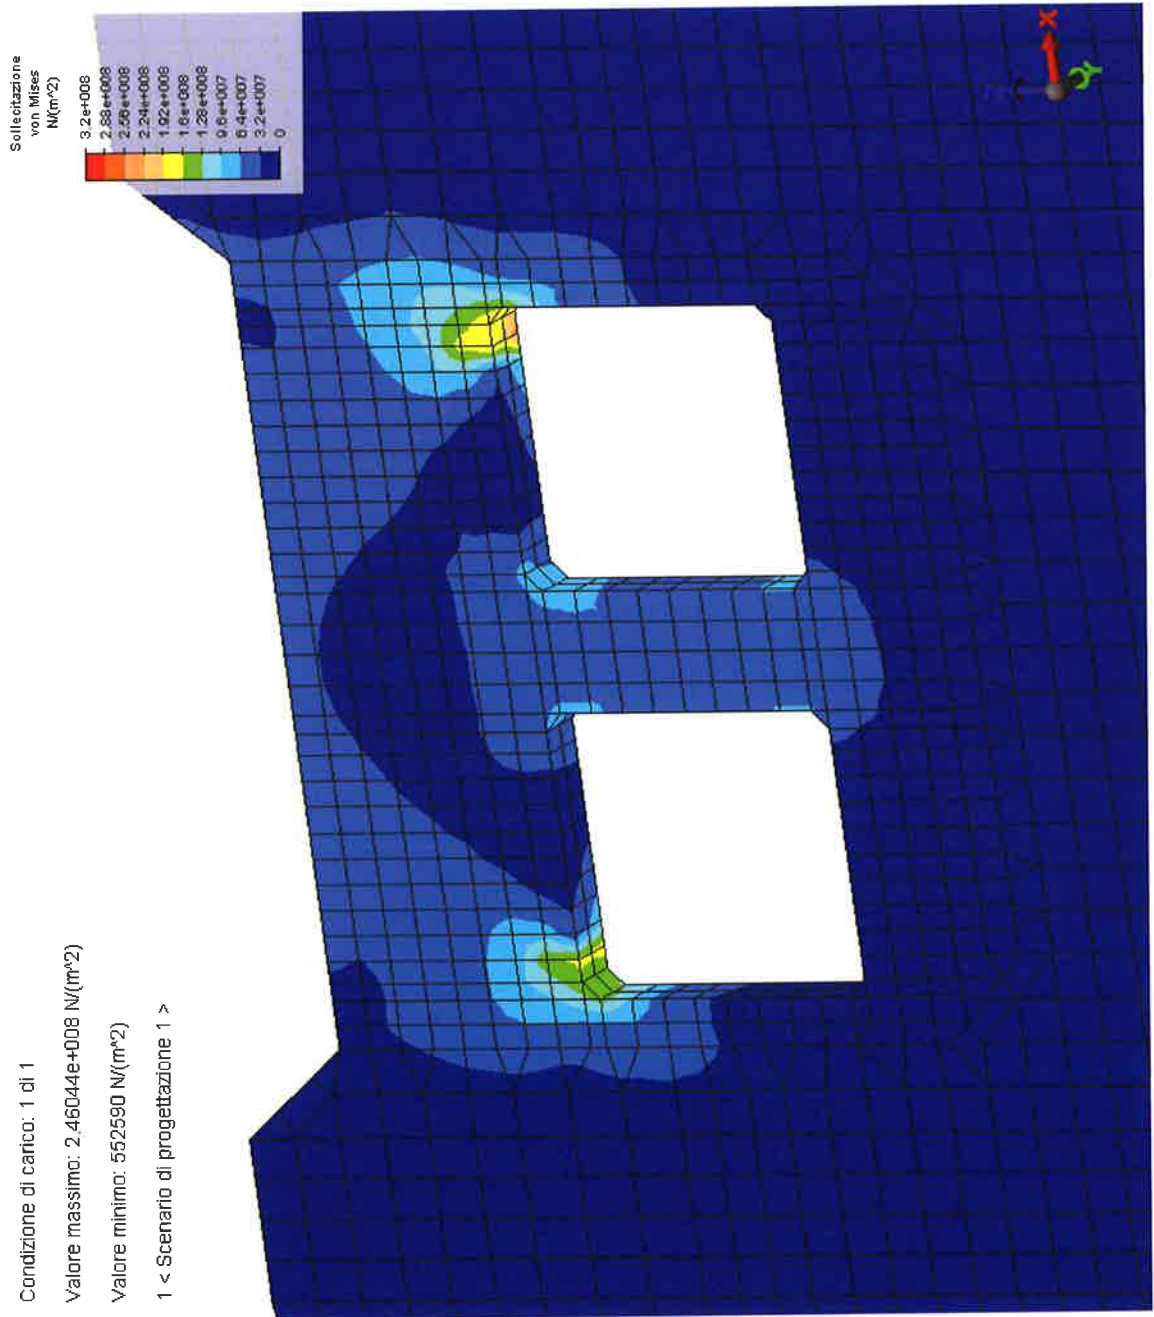 Sollecitazione
von Mises
N/(m^2)
3.2e+008
2.88e+008
2.56e+008
2.24e+008
1.92e+008
1.6e+008
1.28e+008
9.6e+007
6.4e+007
3.2e+007
0
X
Y
Condizione di carico: 1 di 1
Valore massimo: 2,46044e+008 N/(m^2)
Valore minimo: 552590 N/(m^2)
1 < Scenario di progettazione 1 >